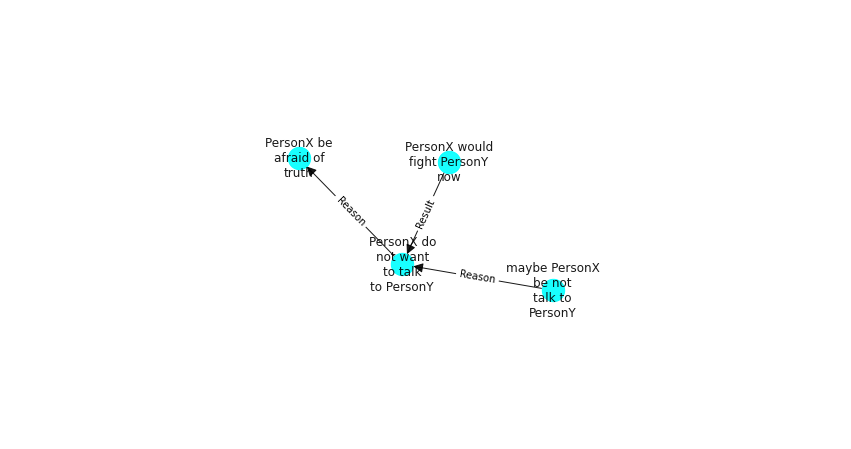 PersonX be
afraid of
truth
PersonX would
fight PersonY
now
Reason
Result
PersonX do
not want
to talk
to PersonY
Reason
maybe PersonX
be not
talk to
PersonY